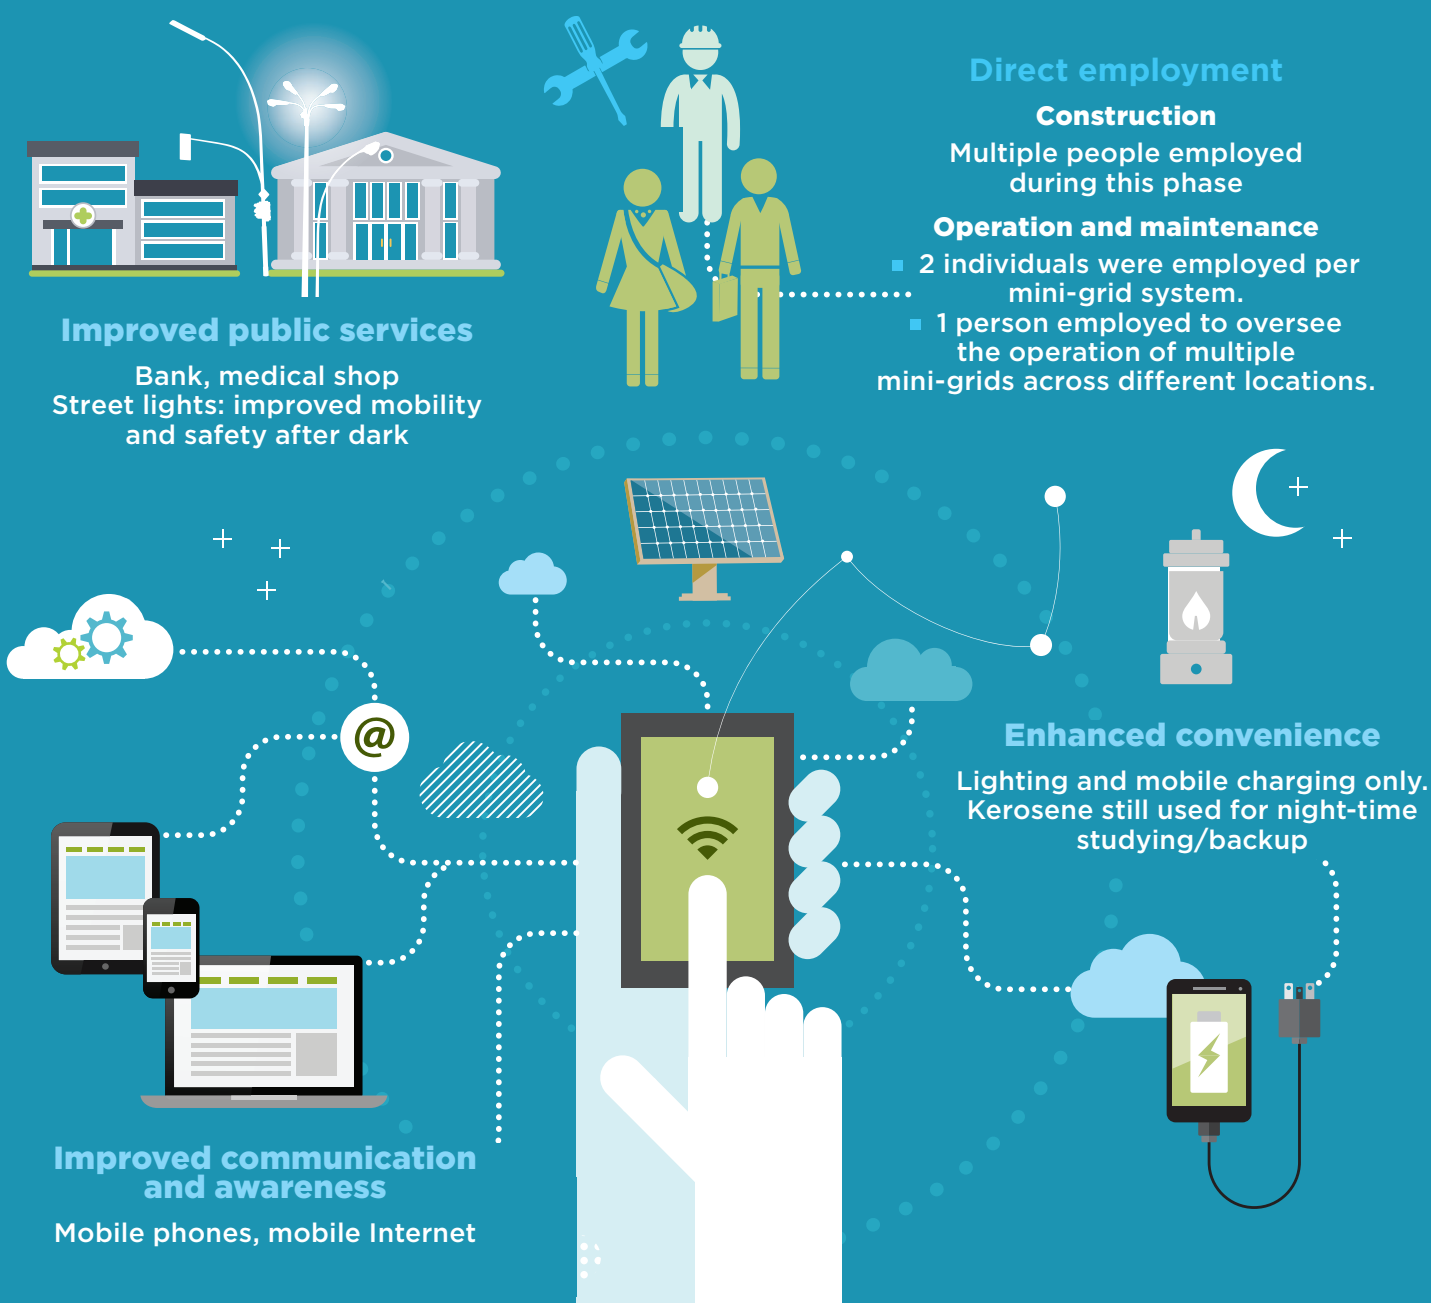 Direct employment
Construction
Multiple people employed
during this phase
Operation and maintenance
2 individuals were employed per
mini-grid system.
1 person employed to oversee
the operation of multiple
mini-grids across different locations.
Improved public services
Bank, medical shop
Street lights: improved mobility
and safety after dark
@
Enhanced convenience
Lighting and mobile charging only.
Kerosene still used for night-time
studying/backup
Improved communication
and awareness
Mobile phones, mobile Internet